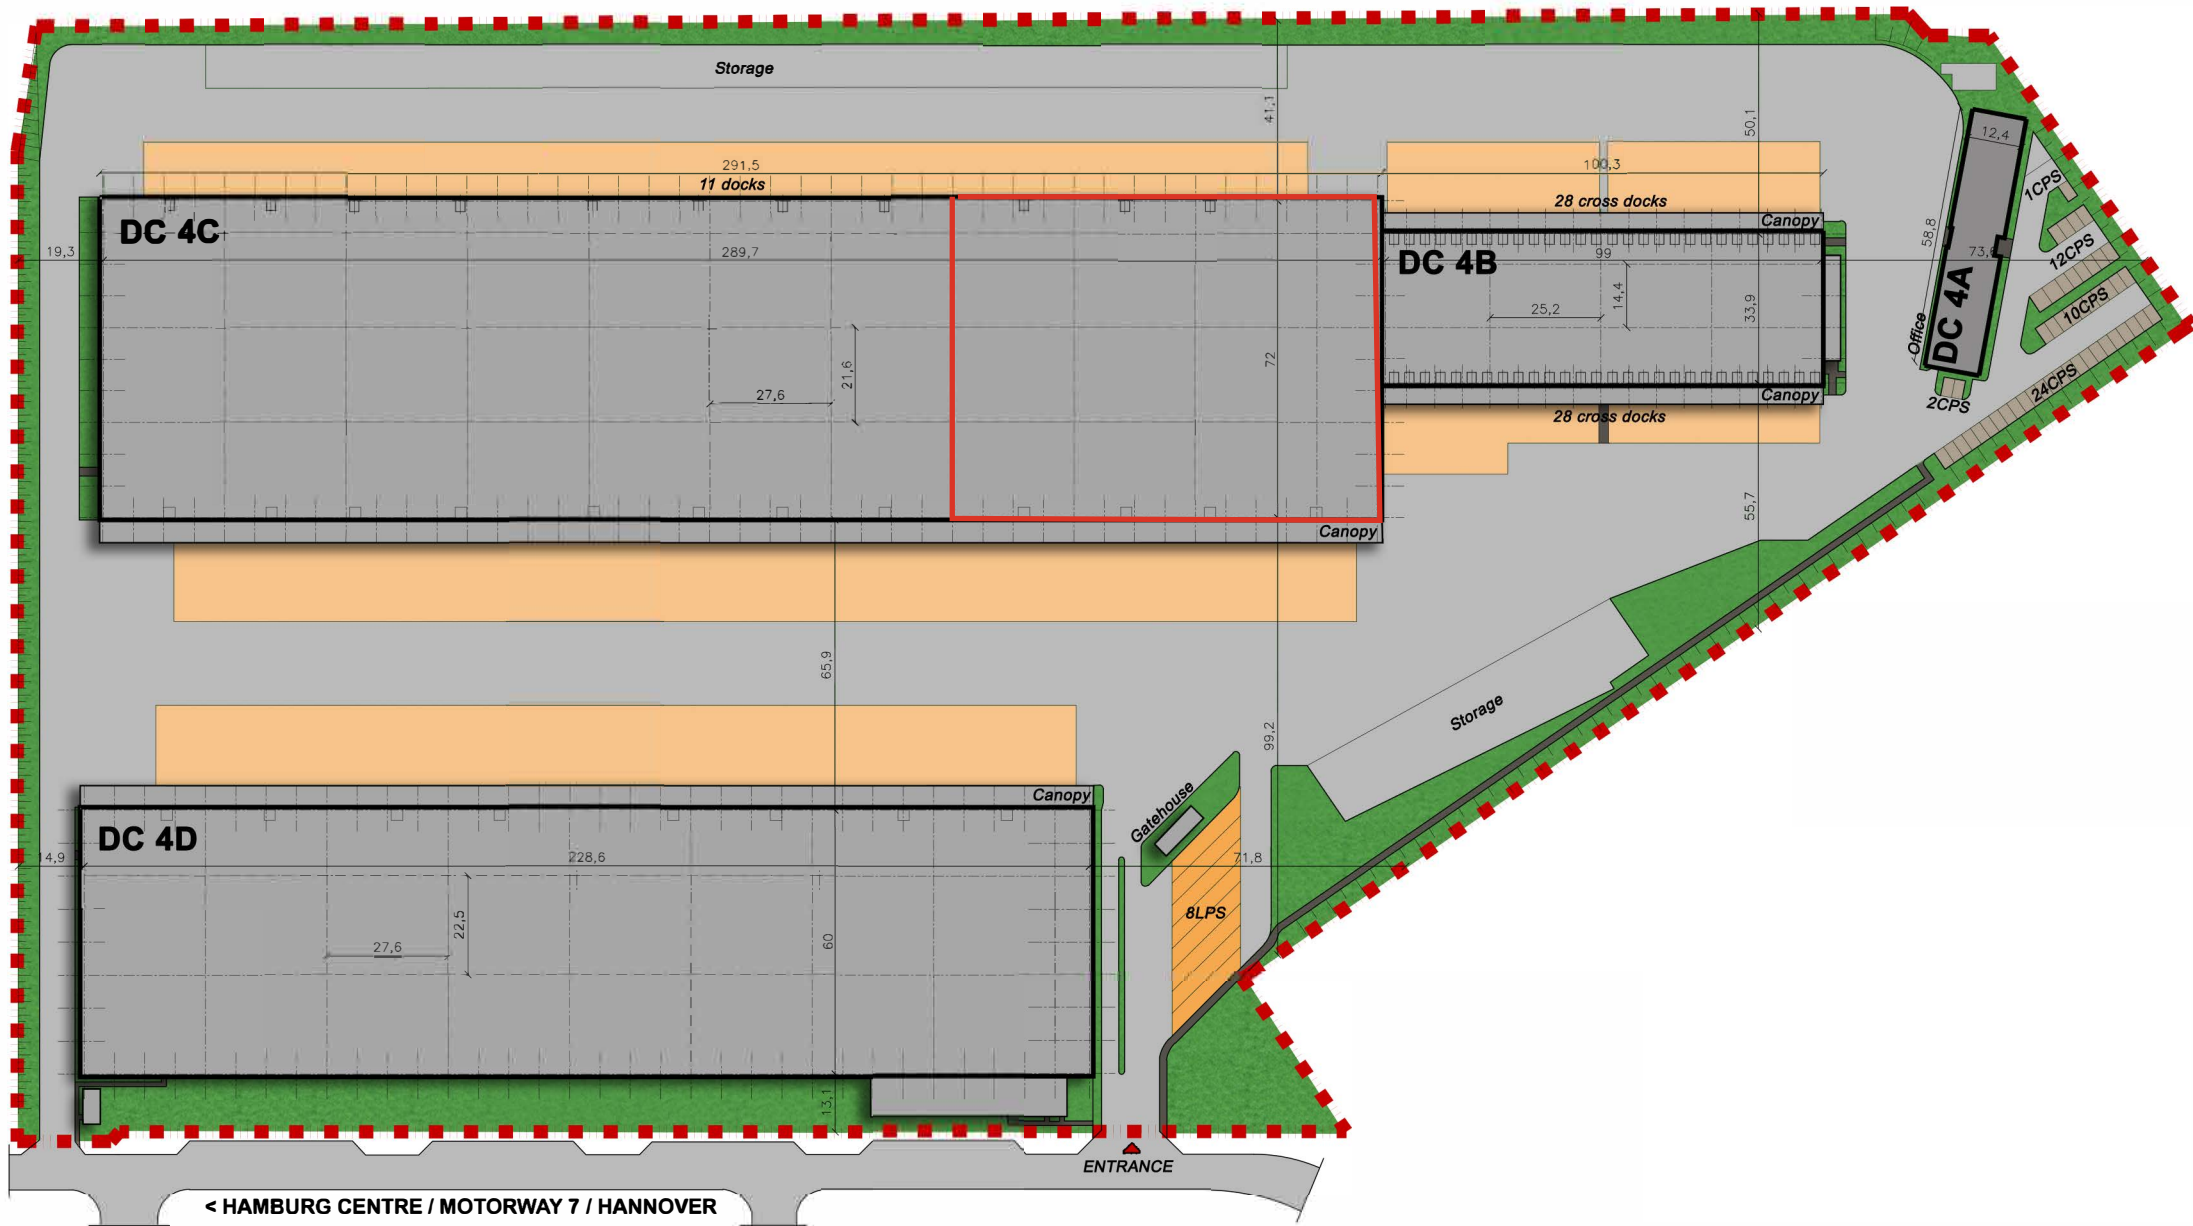 Storage
41,1
50,1
12,4
291,5
11 docks
100,3
1CPS
28 cross docks
Canopy
DC 4C
19,3
289,7
DC 4B
99
58,8
12CPS
14,4
25,2
33,9
10CPS
DC 4A
Office
72
21,6
27,6
24CPS
Canopy
2CPS
28 cross docks
55,7
Canopy
65,9
Storage
99,2
Canopy
Gatehouse
DC 4D
14,9
228,6
71,8
22,5
27,6
60
8LPS
13,1
ENTRANCE
< HAMBURG CENTRE / MOTORWAY 7 / HANNOVER